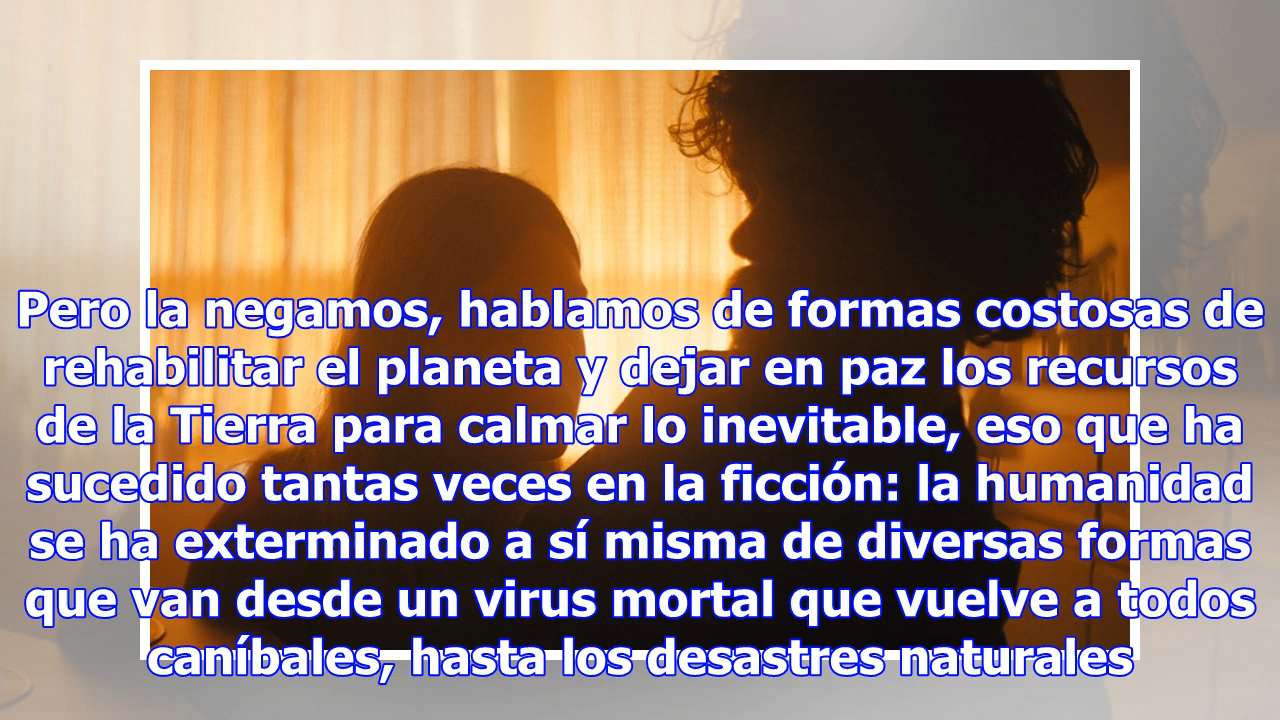 Pero la negamos, hablamos de formas costosas de
rehabilitar el planeta y dejar en paz los recursos
de la Tierra para calmar lo inevitable, eso que ha
sucedido tantas veces en la ficción: la humanidad
se ha exterminado a sí misma de diversas formas
que van desde un virus mortal que vuelve a todos
caníbales, hasta los desastres naturales